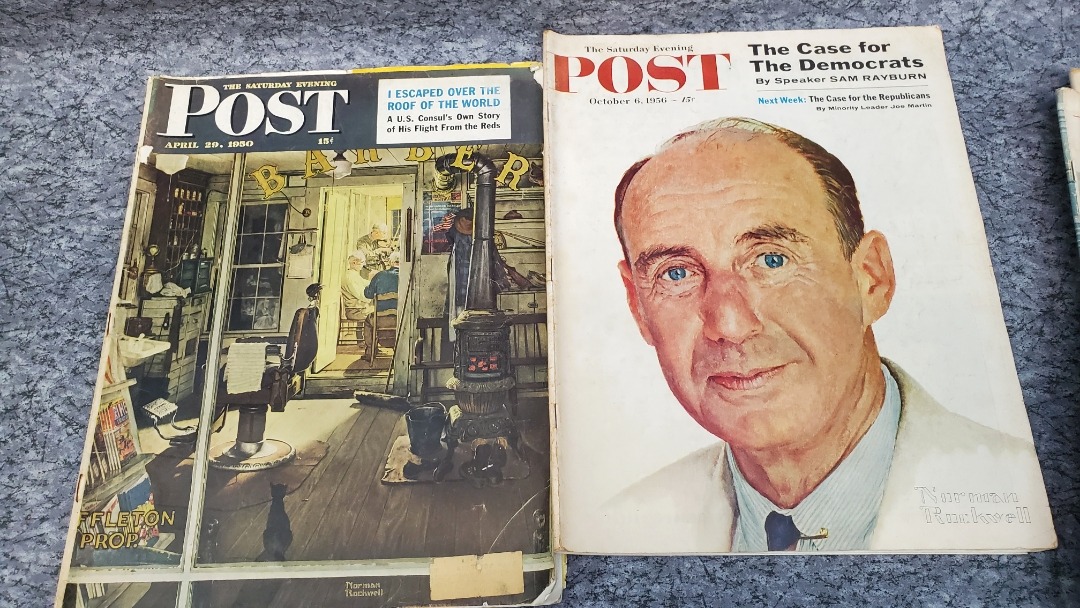 THE SATURDAY EVENING
POST
APRIL 29, 1950 15¢
I ESCAPED OVER THE
ROOF OF THE WORLD
A U.S. Consul's Own Story
of His Flight From the Reds
BARBER
FFLETON
PROP.
Norman
Rockwell
The Saturday Evening
POST
October 6, 1956 – 15¢
The Case for
The Democrats
By Speaker SAM RAYBURN
Next Week: The Case for the Republicans
By Minority Leader Joe Martin
Norman
Rockwell